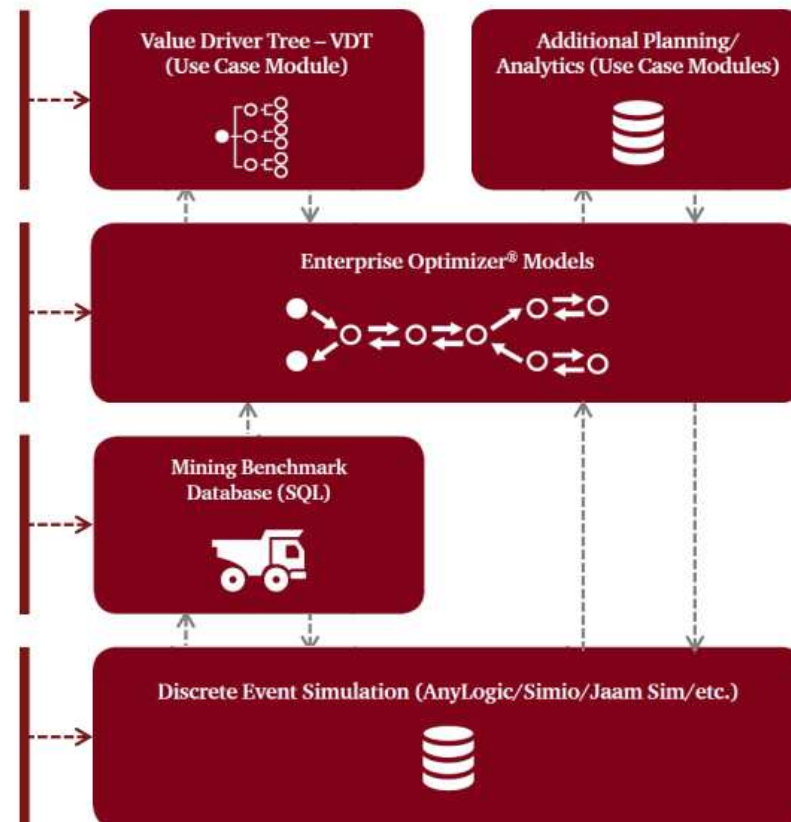 Value Driver Tree – VDT
(Use Case Module)
Additional Planning/
Analytics (Use Case Modules)
Enterprise Optimizer® Models
Mining Benchmark
Database (SQL)
Discrete Event Simulation (AnyLogic/Simio/Jaam Sim/etc.)